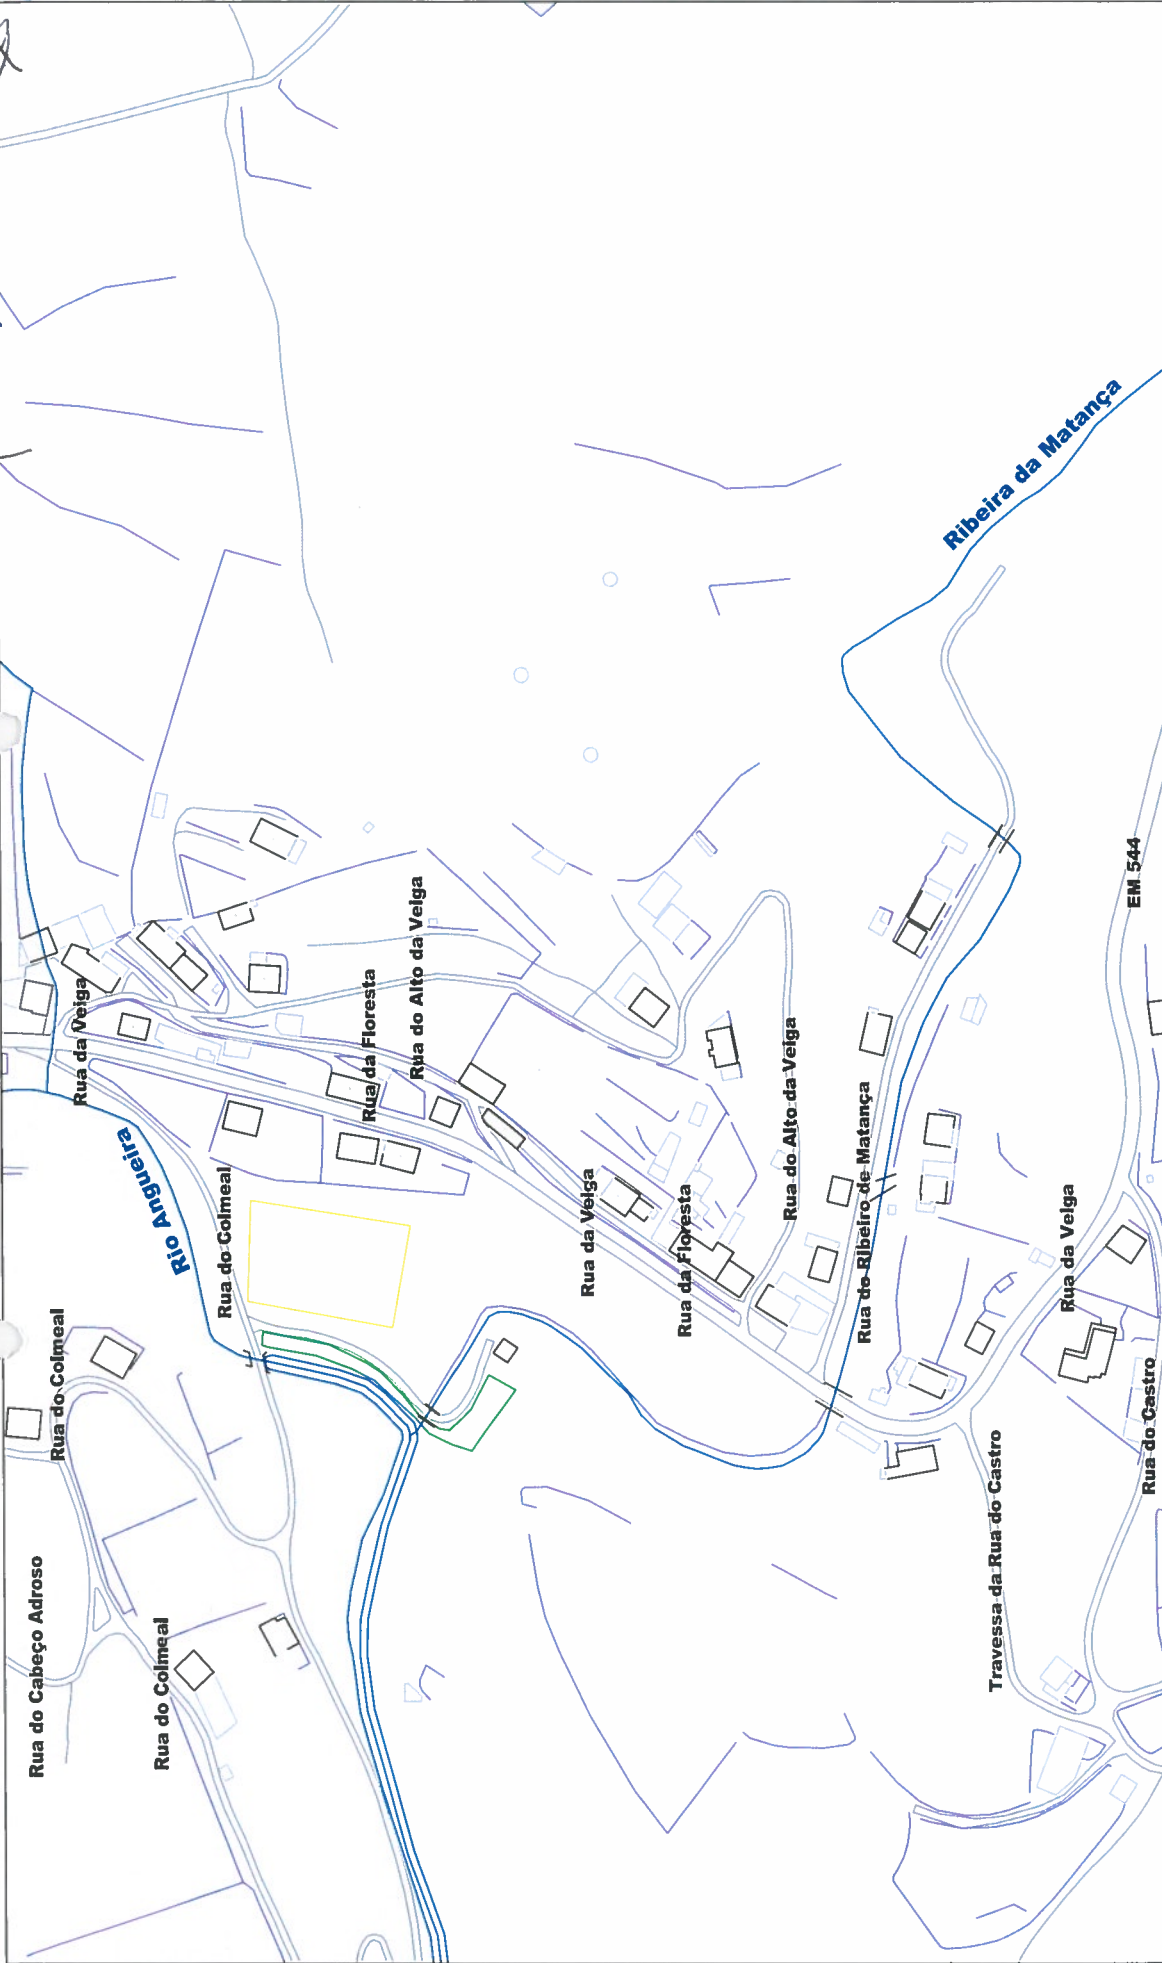 Rua do Cabeço Adroso
Rua do Colmeal
Rua da Veiga
Rua do Colmeal
Rio Angueira
Rua do Colmeal
Rua da Floresta
Rua do Alto da Veiga
Rua da Veiga
Rua da Floresta
Rua do Alto da Veiga
Rua do Ribeiro de Matança
Ribeira da Matança
Travessa da Rua do Castro
Rua da Veiga
EM 544
Rua do Castro